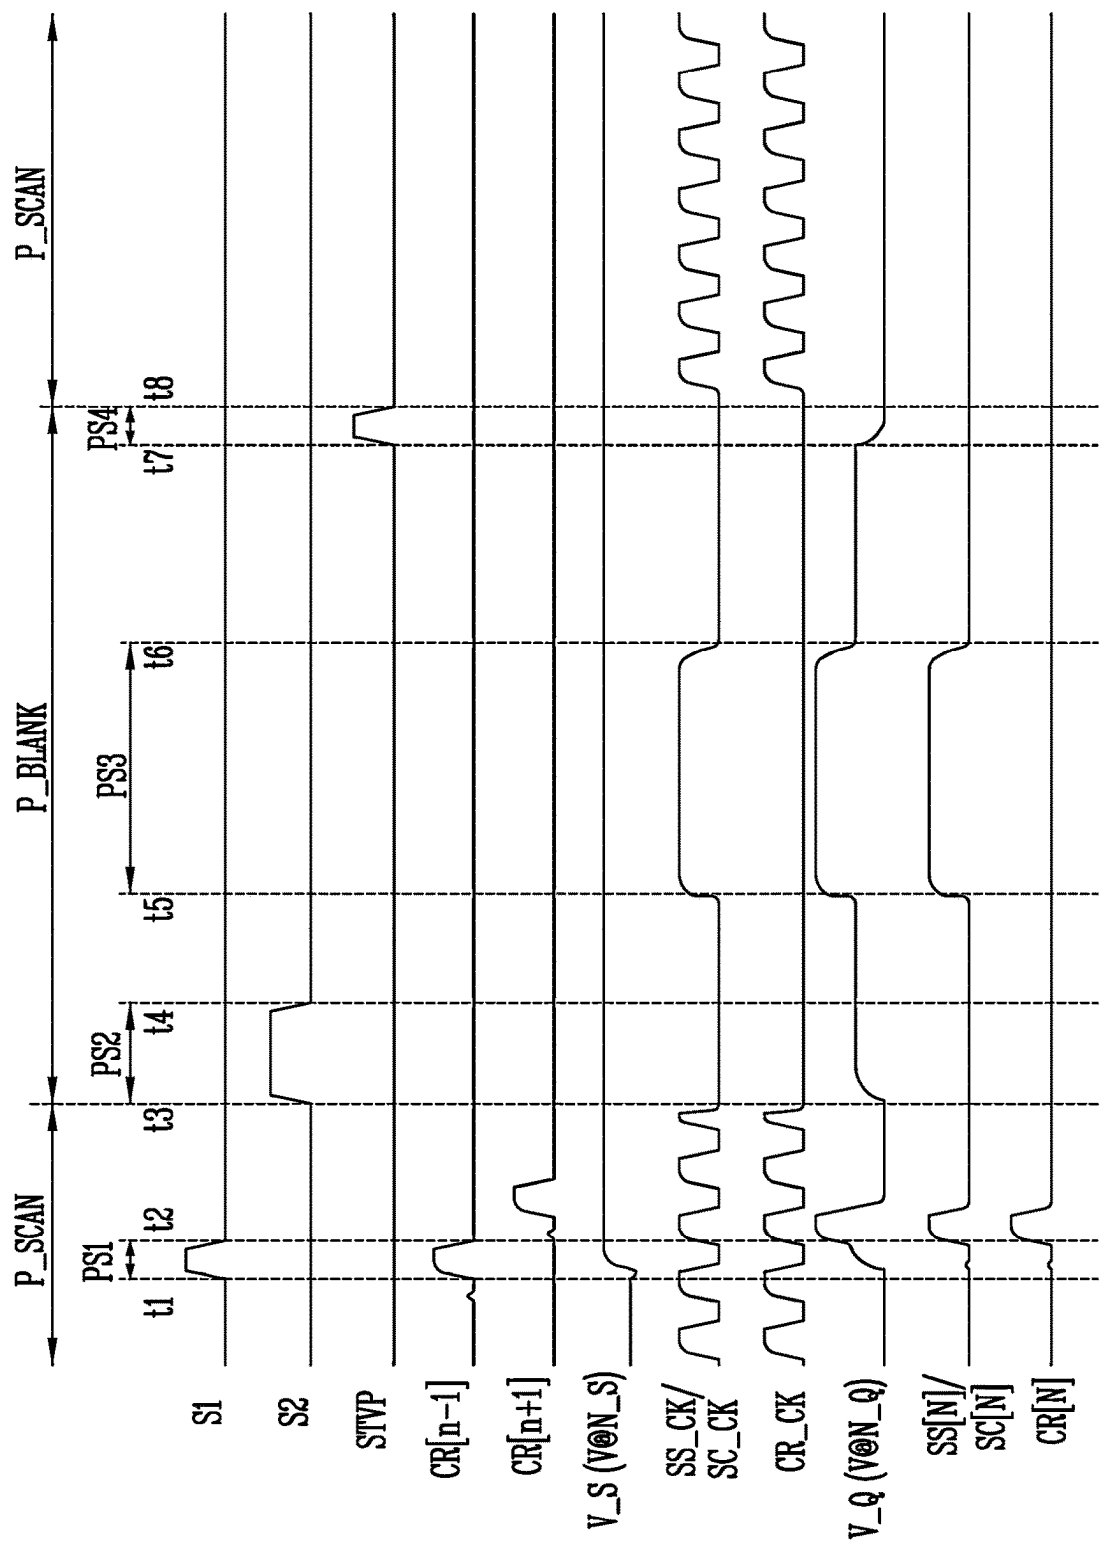 P_SCAN
P_BLANK
P_SCAN
PS1
PS2
PS3
PS4
t1
t2
t3
t4
t5
t6
t7
t8
S1
S2
STVP
CR[n-1]
CR[n+1]
V_S (V@N_S)
SS_CK/
SC_CK
CR_CK
V_Q (V@N_Q)
SS[N]/
SC[N]
CR[N]